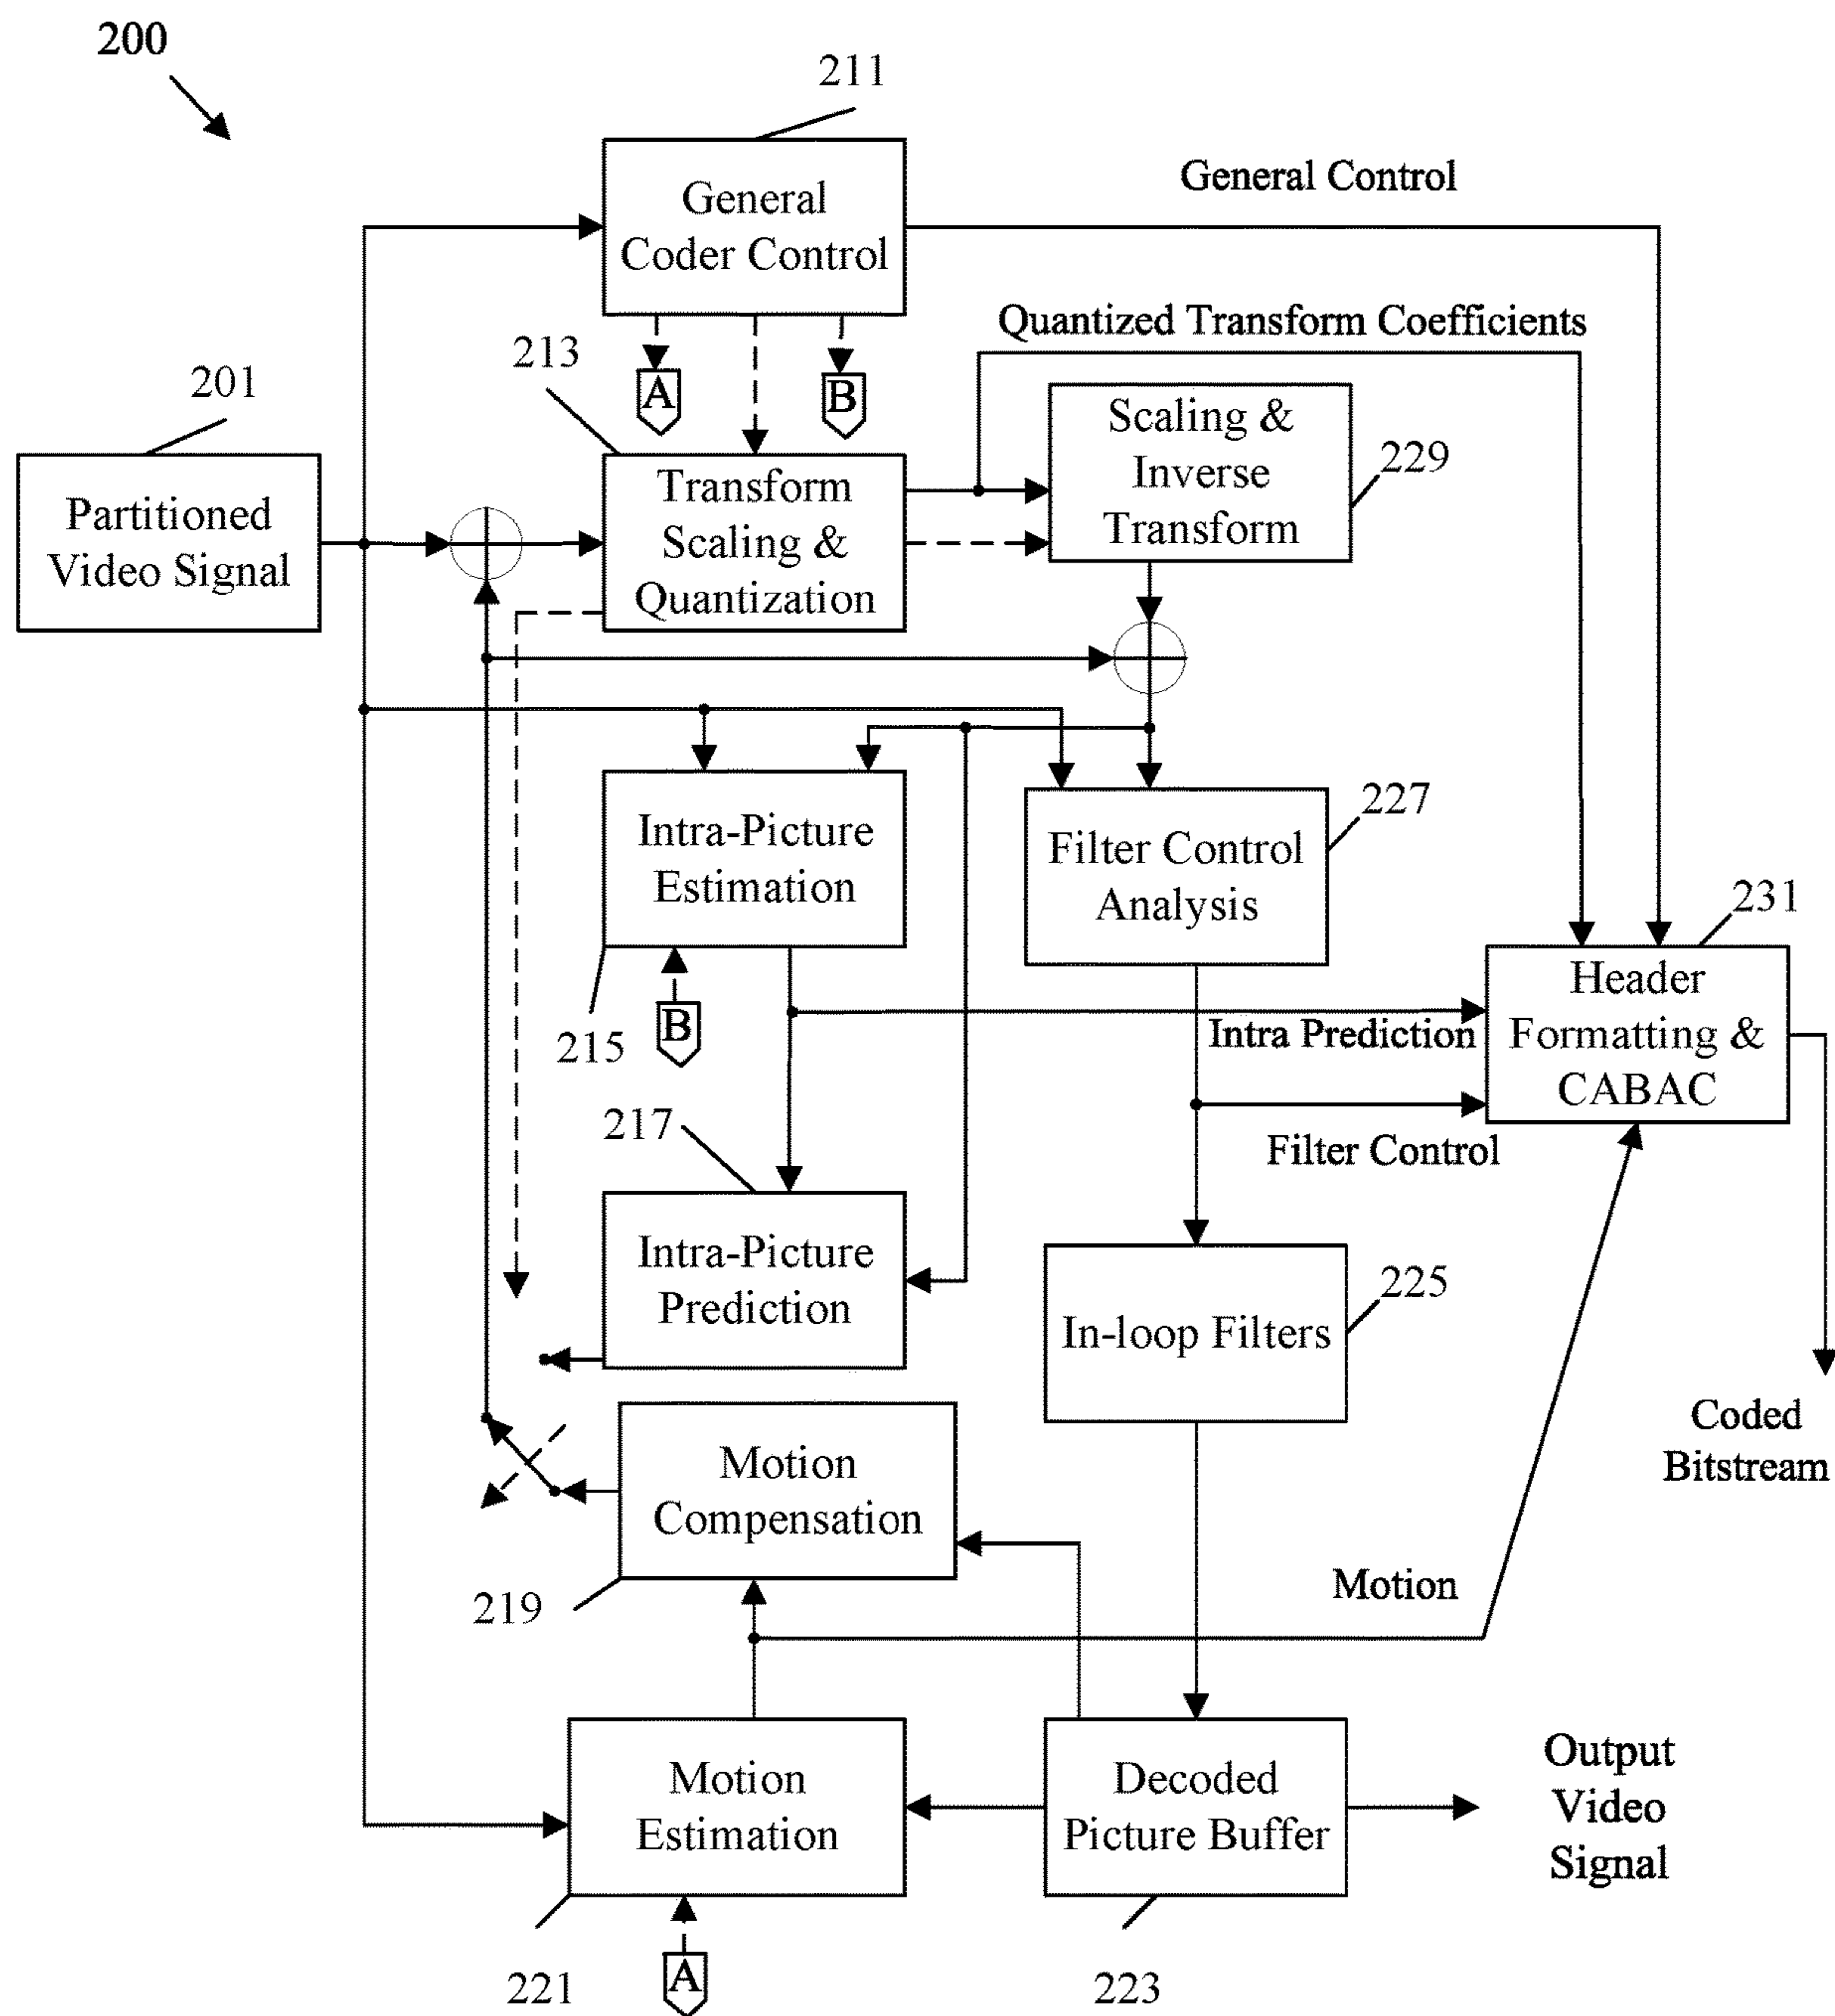 200
211
General
Coder Control
General Control
Quantized Transform Coefficients
213
A
B
201
Partitioned
Video Signal
Transform
Scaling &
Quantization
Scaling &
Inverse
Transform
229
Intra-Picture
Estimation
215
B
227
Filter Control
Analysis
231
Header
Formatting &
CABAC
Intra Prediction
Filter Control
217
Intra-Picture
Prediction
225
In-loop Filters
Coded
Bitstream
Motion
Compensation
219
Motion
Motion
Estimation
221
A
Decoded
Picture Buffer
223
Output
Video
Signal